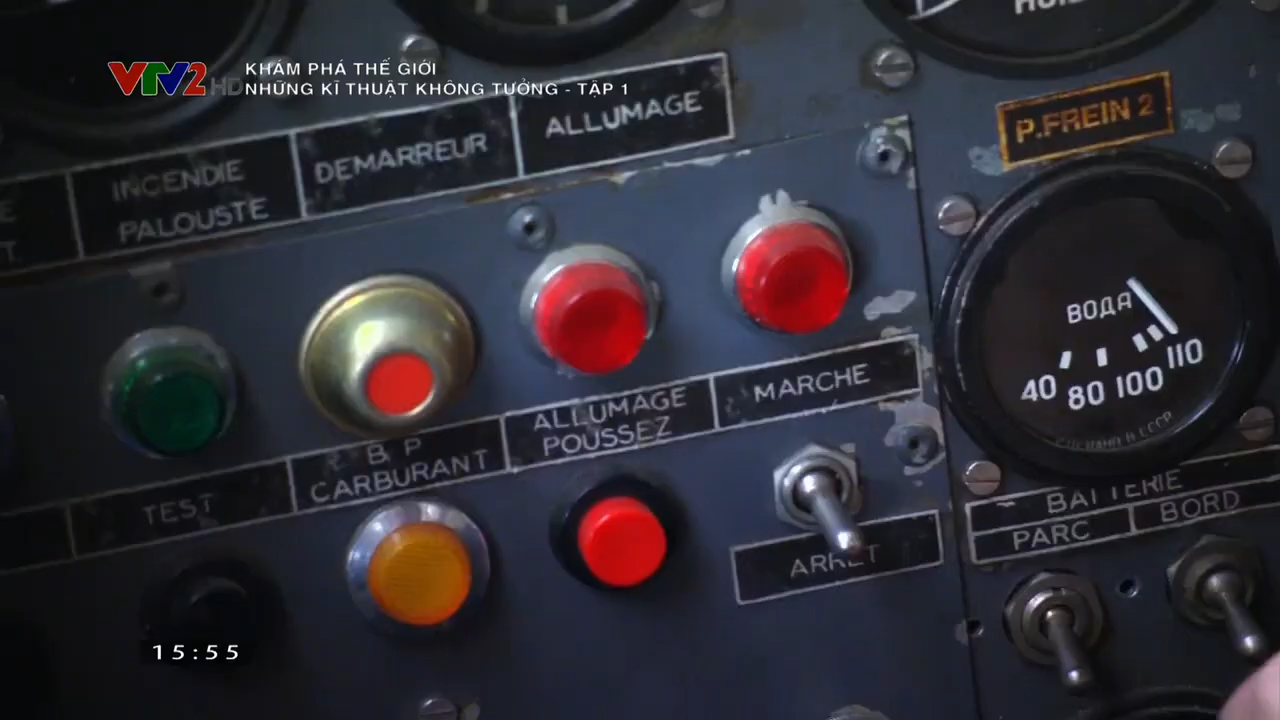 VTV2 HD
KHÁM PHÁ THẾ GIỚI
NHỮNG KĨ THUẬT KHÔNG TƯỞNG - TẬP 1
INCENDIE
PALOUSTE
DEMARREUR
ALLUMAGE
P.FREIN 2
ВОДА
40 80 100 110
B P
CARBURANT
ALLUMAGE
POUSSEZ
MARCHE
TEST
ARRET
BATTERIE
PARC
BORD
15:55